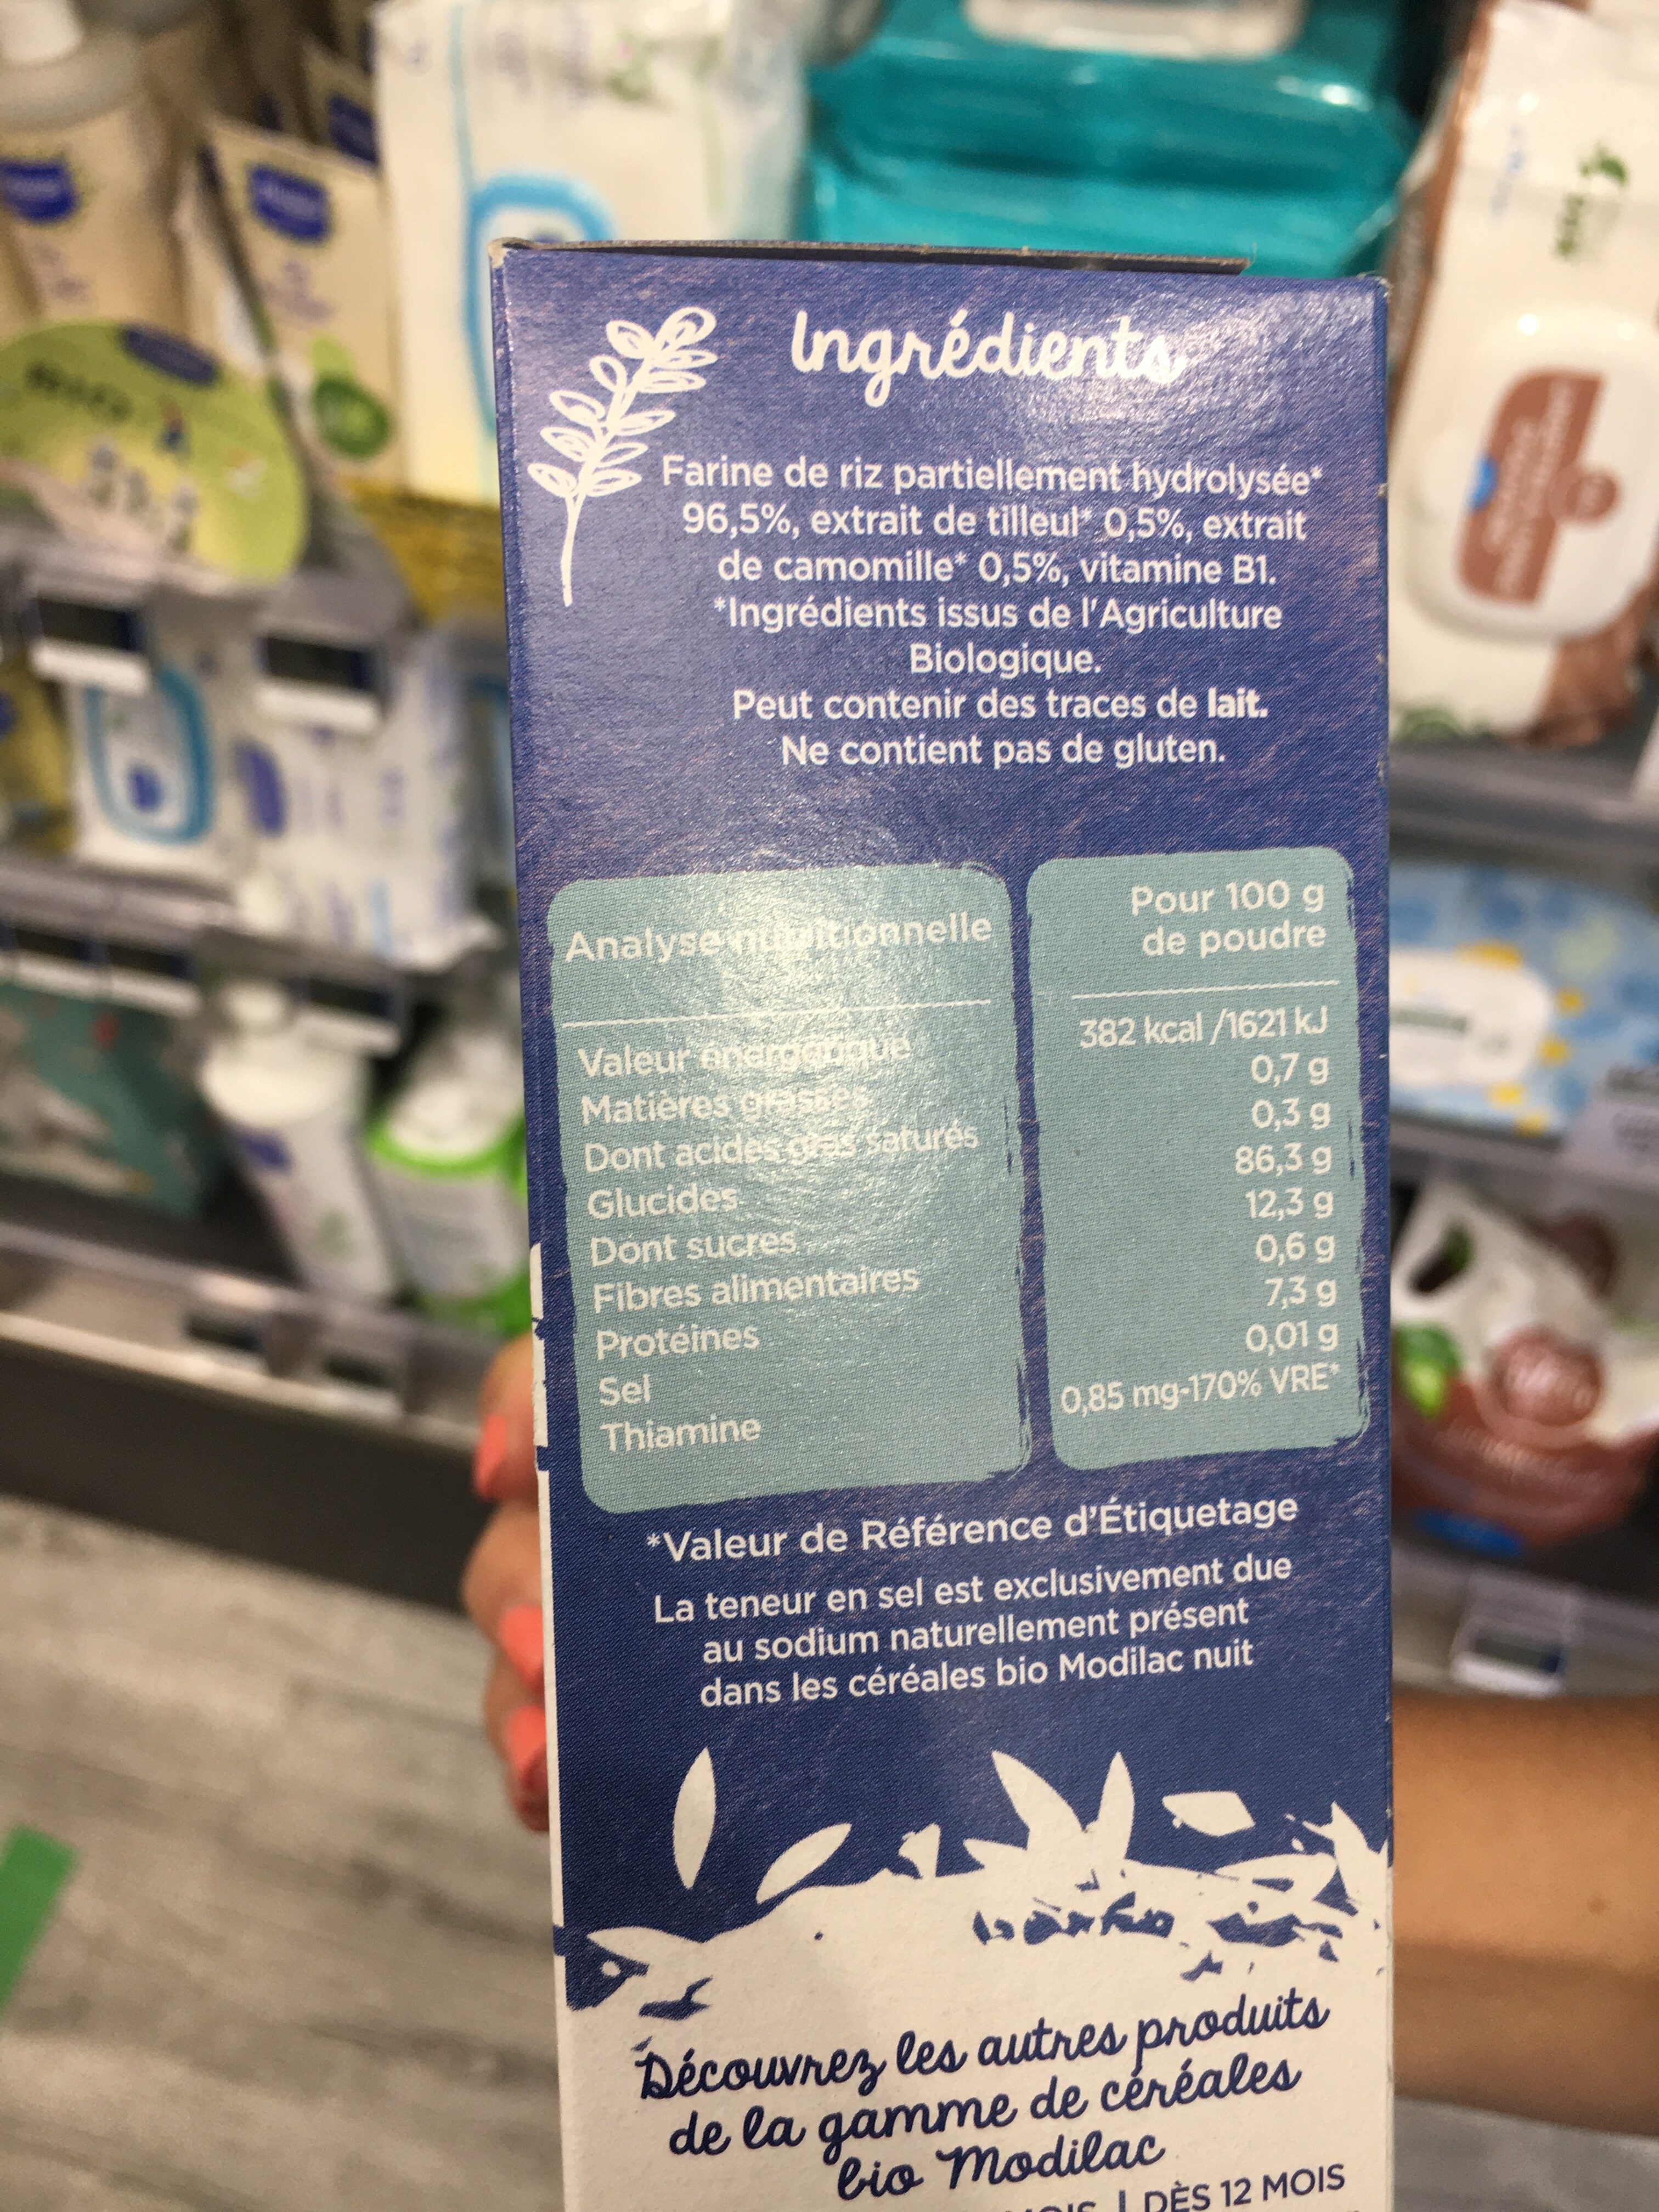 Ingrédients
Farine de riz partiellement hydrolysée*
96,5%, extrait de tilleul* 0,5%, extrait
de camomille* 0,5%, vitamine B1.
*Ingrédients issus de l'Agriculture
Biologique.
Peut contenir des traces de lait.
Ne contient pas de gluten.
Analyse nutritionnelle
Pour 100 g
de poudre
Valeur énergétique
382 kcal /1621 kJ
Matières grasses
0,7 g
Dont acides gras saturés
0,3 g
Glucides
86,3 g
Dont sucres
12,3 g
Fibres alimentaires
0,6 g
Protéines
7,3 g
Sel
0,01 g
Thiamine
0,85 mg-170% VRE*
*Valeur de Référence d'Étiquetage
La teneur en sel est exclusivement due
au sodium naturellement présent
dans les céréales bio Modilac nuit
Découvrez les autres produits
de la gamme de céréales
bio Modilac
DÈS 12 MOIS
BIO